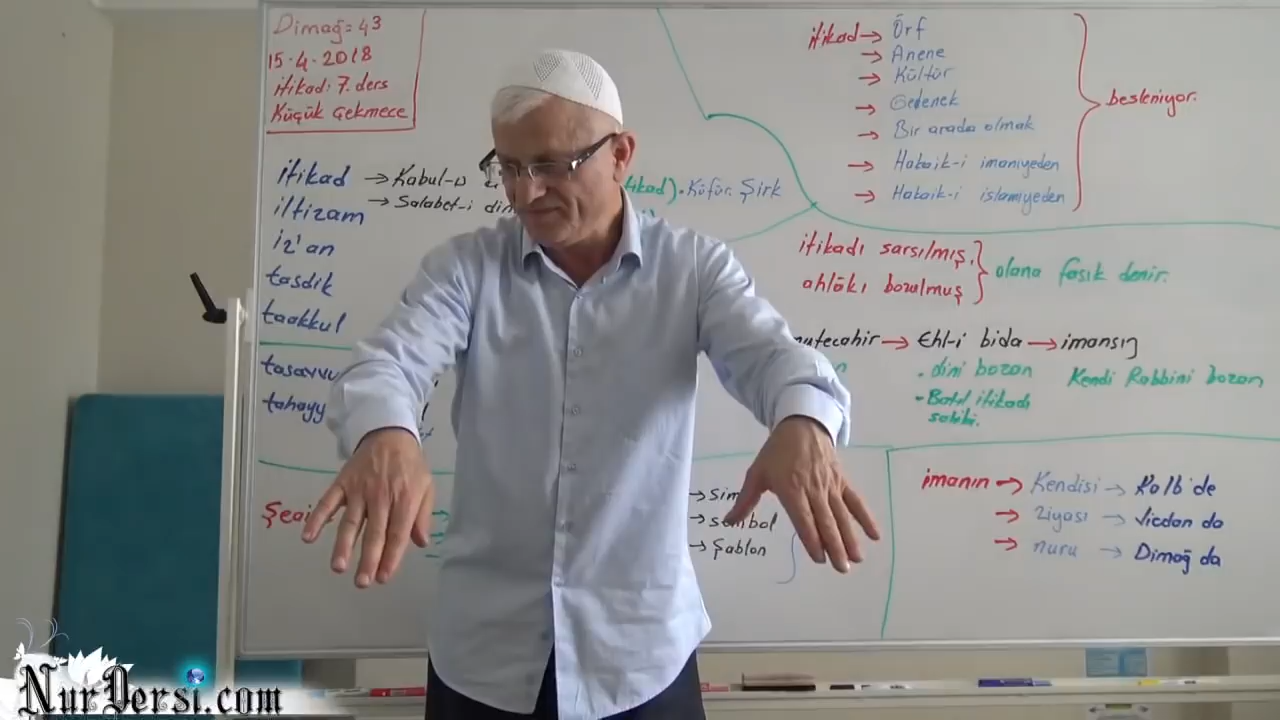 Dimağ = 43
15.4.2018
itikad: 7. ders
Küçük Çekmece
itikad → Kabul-ü
→ Salabet-i din
iltizam
iz'an
tasdik
taakkul
tasavvu
tahayy
Şeai
tikad). Küfür. Şirk
itikad → Örf
→ Anene
→ Kültür
→ Gelenek
→ Bir arada olmak
→ Hakaik-i imaniyeden
→ Hakaik-i islamiyeden
besleniyor.
itikadı sarsılmış,
ahlâkı bozulmuş
olana fasık denir.
mutecahir → Ehl-i bida → imansız
. dini bozan
- Batıl itikadı
sahibi.
Kendi Rabbini bozan
→ Sim
→ sembol
→ Şablon
imanın → Kendisi → Kalb'de
→ Ziyası → Vicdan da
→ nuru → Dimağ da
NurDersi.com